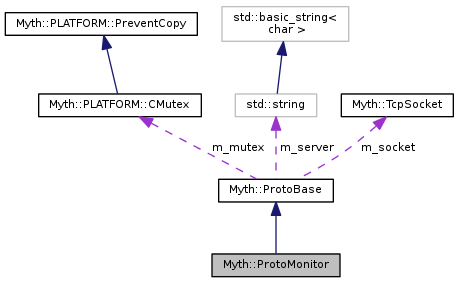 Myth::PLATFORM::PreventCopy
std::basic_string<
char >
Myth::PLATFORM::CMutex
std::string
Myth::TcpSocket
m_mutex
m_server
m_socket
Myth::ProtoBase
Myth::ProtoMonitor